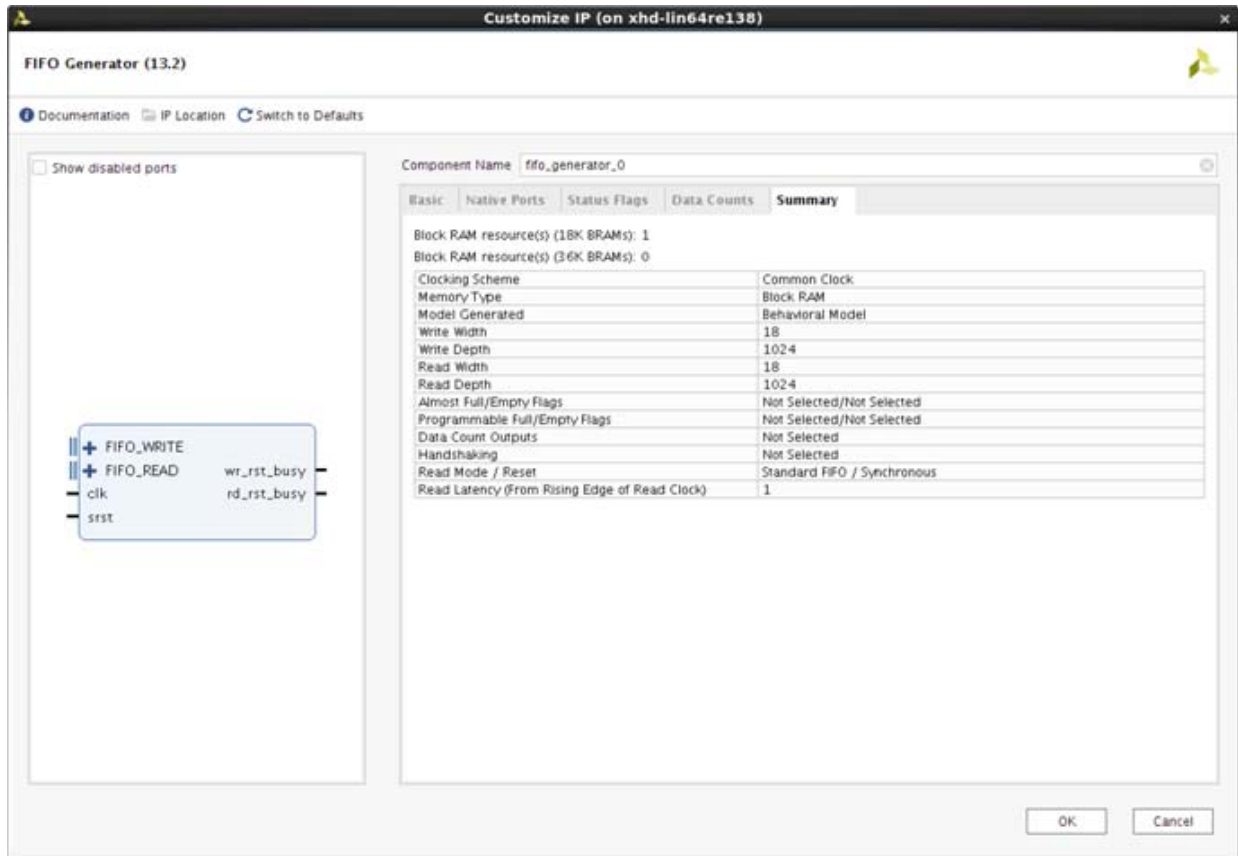 Customize IP (on xhd-lin64re138)
FIFO Generator (13.2)
Documentation IP Location Switch to Defaults
Show disabled ports
FIFO_WRITE
FIFO_READ wr_rst_busy
clk rd_rst_busy
srst
Component Name fifo_generator_0
Basic Native Ports Status Flags Data Counts Summary
Block RAM resource(s) (18K BRAMs): 1
Block RAM resource(s) (36K BRAMs): 0
Clocking Scheme Common Clock
Memory Type Block RAM
Model Generated Behavioral Model
Write Width 18
Write Depth 1024
Read Width 18
Read Depth 1024
Almost Full/Empty Flags Not Selected/Not Selected
Programmable Full/Empty Flags Not Selected/Not Selected
Data Count Outputs Not Selected
Handshaking Not Selected
Read Mode / Reset Standard FIFO / Synchronous
Read Latency (From Rising Edge of Read Clock) 1
OK Cancel